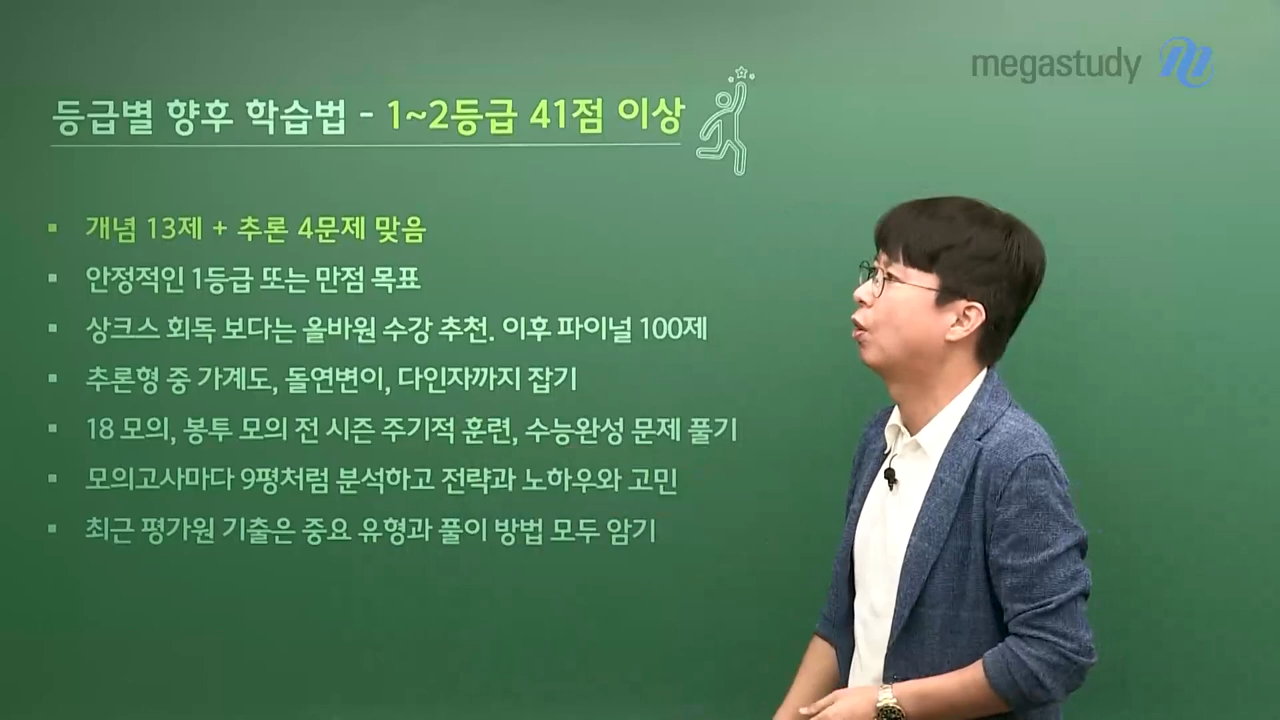 megastudy
등급별 향후 학습법 - 1~2등급 41점 이상
▪ 개념 13제 + 추론 4문제 맞음
▪ 안정적인 1등급 또는 만점 목표
▪ 상크스 회독 보다는 올바원 수강 추천. 이후 파이널 100제
▪ 추론형 중 가계도, 돌연변이, 다인자까지 잡기
▪ 18 모의, 봉투 모의 전 시즌 주기적 훈련, 수능완성 문제 풀기
▪ 모의고사마다 9평처럼 분석하고 전략과 노하우와 고민
▪ 최근 평가원 기출은 중요 유형과 풀이 방법 모두 암기